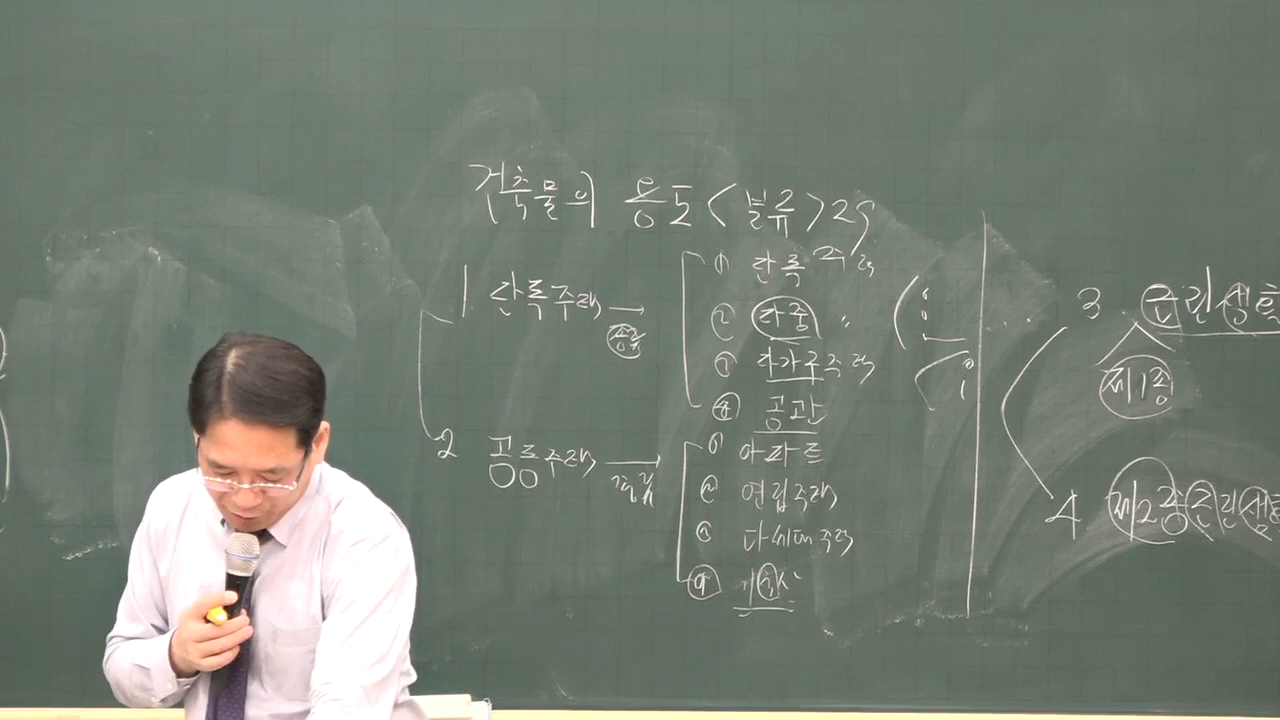 건축물의 용도<분류>29
1. 단독주택 →
① 단독주택
② 다중 〃
③ 다가구주택
④ 공관
2 공동주택 →
① 아파트
② 연립주택
③ 다세대주택
④ 기숙사
3 근린생활
제1종
4 제2종근린생활